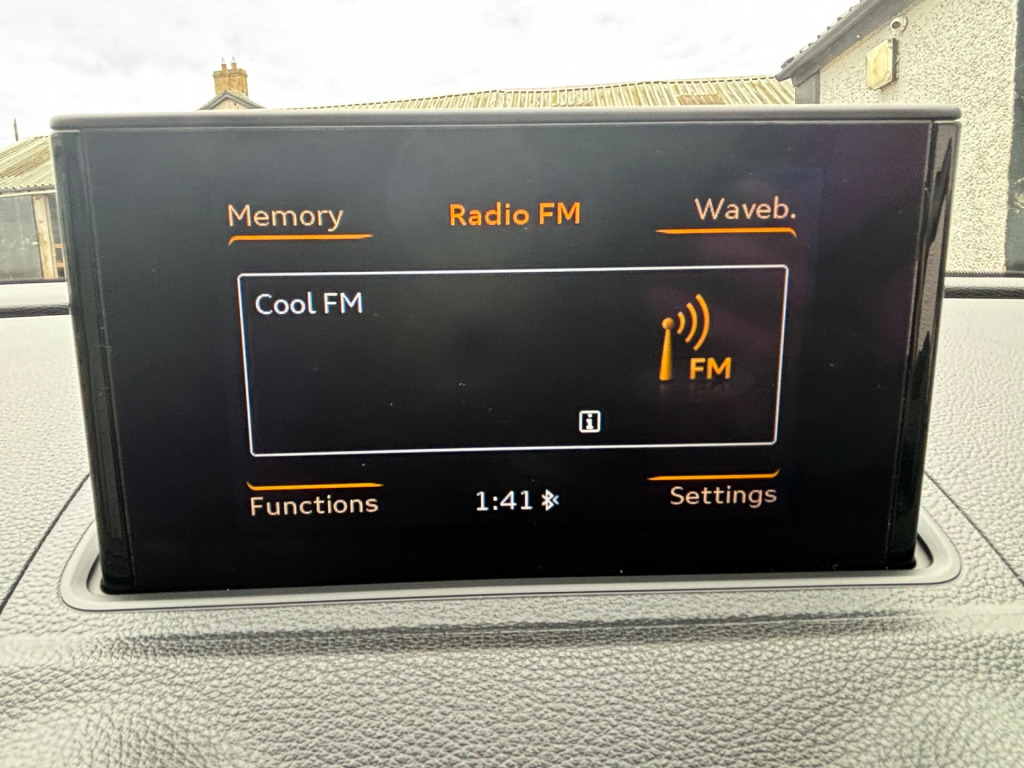 Memory Radio FM Waveb.
Cool FM
FM
i
Functions 1:41 Settings